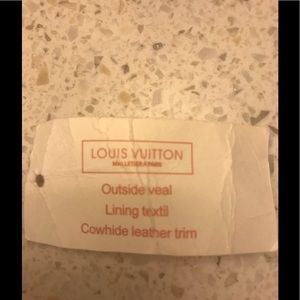 LOUIS VUITTON
MALLETIER A PARIS
Outside veal
Lining textil
Cowhide leather trim